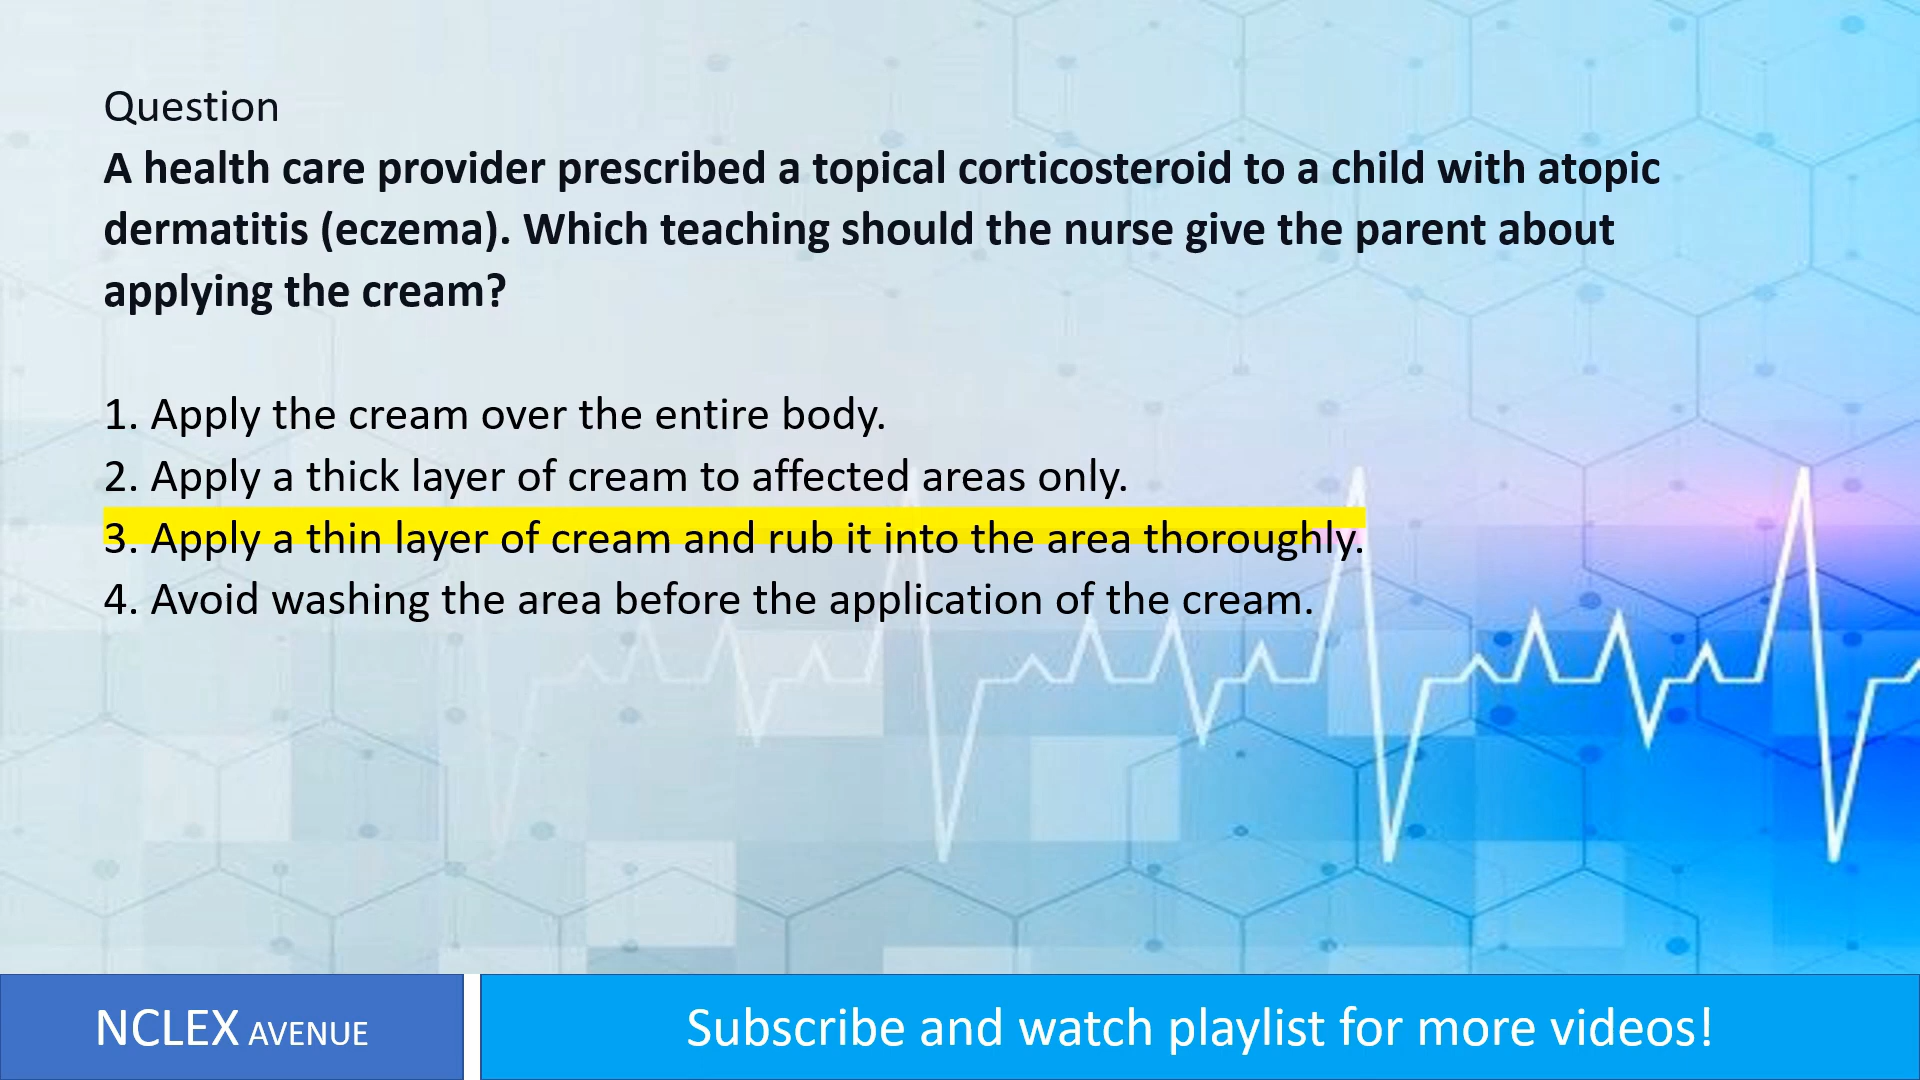 Question
A health care provider prescribed a topical corticosteroid to a child with atopic
dermatitis (eczema). Which teaching should the nurse give the parent about
applying the cream?
1. Apply the cream over the entire body.
2. Apply a thick layer of cream to affected areas only.
3. Apply a thin layer of cream and rub it into the area thoroughly.
4. Avoid washing the area before the application of the cream.
NCLEX AVENUE
Subscribe and watch playlist for more videos!